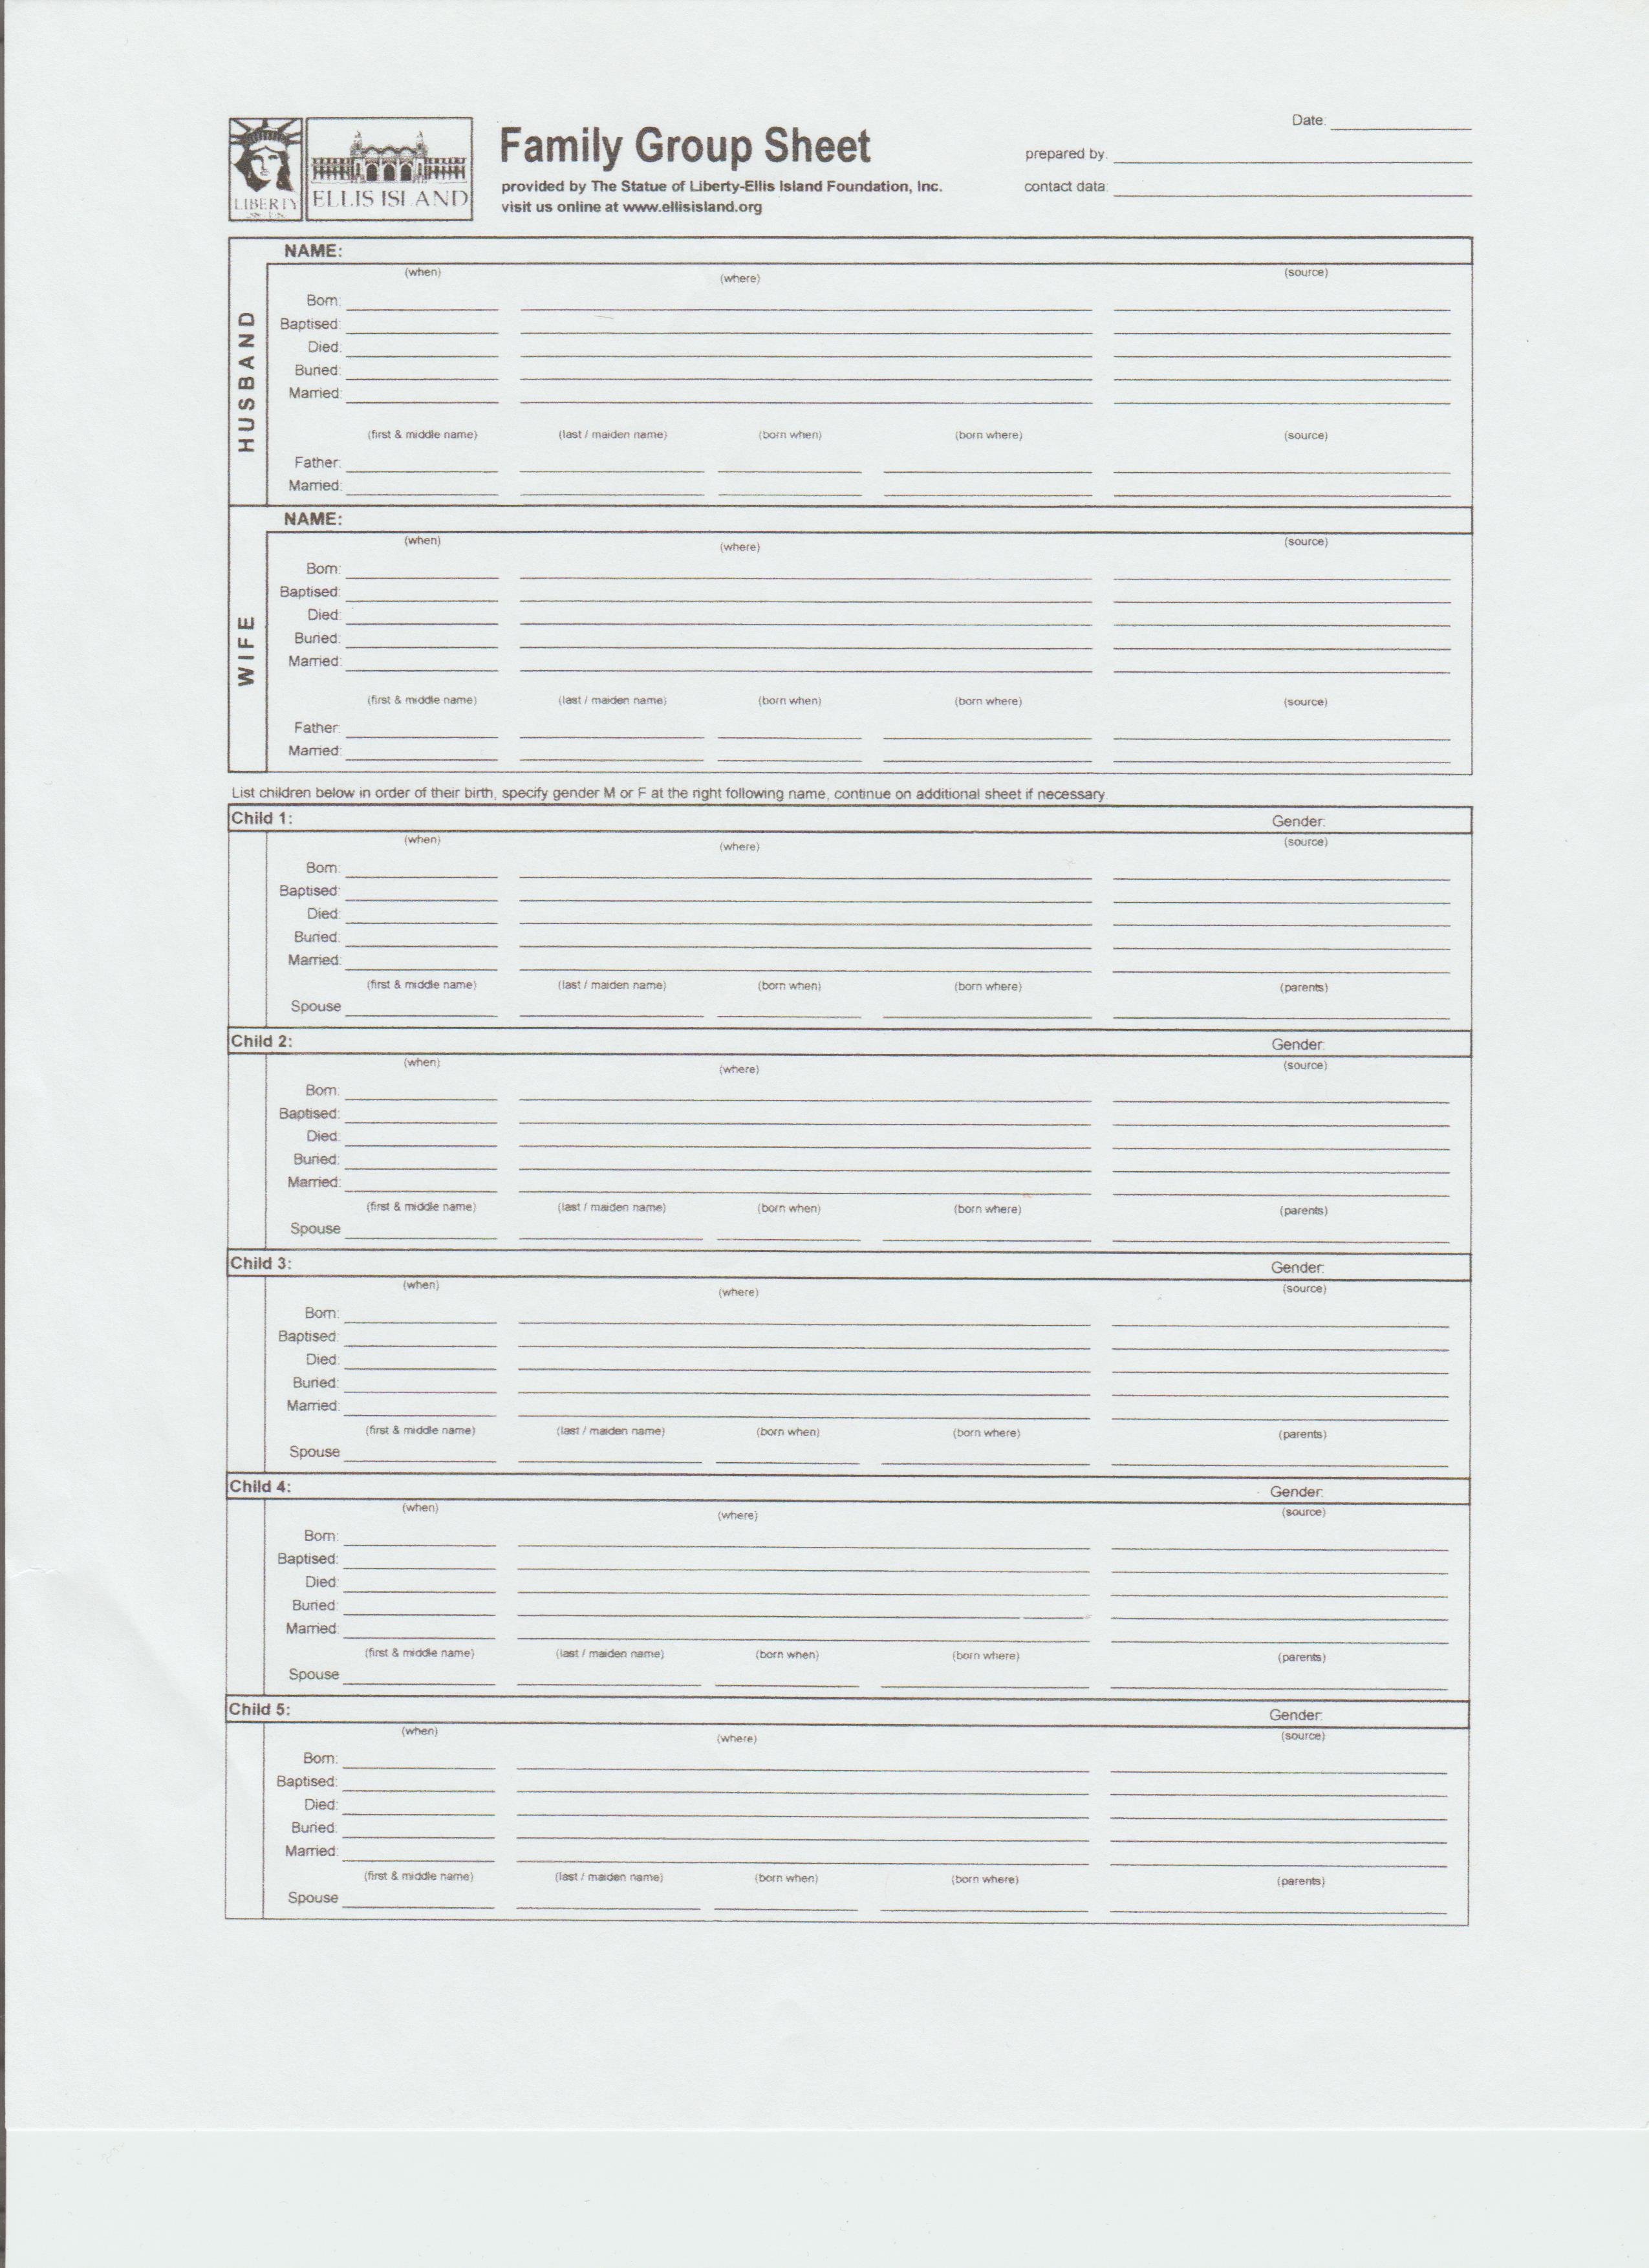 Date:
LIBERTY ELLIS ISLAND Family Group Sheet prepared by:
provided by The Statue of Liberty-Ellis Island Foundation, Inc. contact data:
visit us online at www.ellisisland.org
HUSBAND
NAME:
(when) (where) (source)
Born:
Baptised:
Died:
Buried:
Married:
(first & middle name) (last / maiden name) (born when) (born where) (source)
Father:
Married:
WIFE
NAME:
(when) (where) (source)
Born:
Baptised:
Died:
Buried:
Married:
(first & middle name) (last / maiden name) (born when) (born where) (source)
Father:
Married:
List children below in order of their birth, specify gender M or F at the right following name, continue on additional sheet if necessary
Child 1: Gender:
(when) (where) (source)
Born:
Baptised:
Died:
Buried:
Married:
(first & middle name) (last / maiden name) (born when) (born where) (parents)
Spouse
Child 2: Gender:
(when) (where) (source)
Born:
Baptised:
Died:
Buried:
Married:
(first & middle name) (last / maiden name) (born when) (born where) (parents)
Spouse
Child 3: Gender:
(when) (where) (source)
Born:
Baptised:
Died:
Buried:
Married:
(first & middle name) (last / maiden name) (born when) (born where) (parents)
Spouse
Child 4: Gender:
(when) (where) (source)
Born:
Baptised:
Died:
Buried:
Married:
(first & middle name) (last / maiden name) (born when) (born where) (parents)
Spouse
Child 5: Gender:
(when) (where) (source)
Born:
Baptised:
Died:
Buried:
Married:
(first & middle name) (last / maiden name) (born when) (born where) (parents)
Spouse